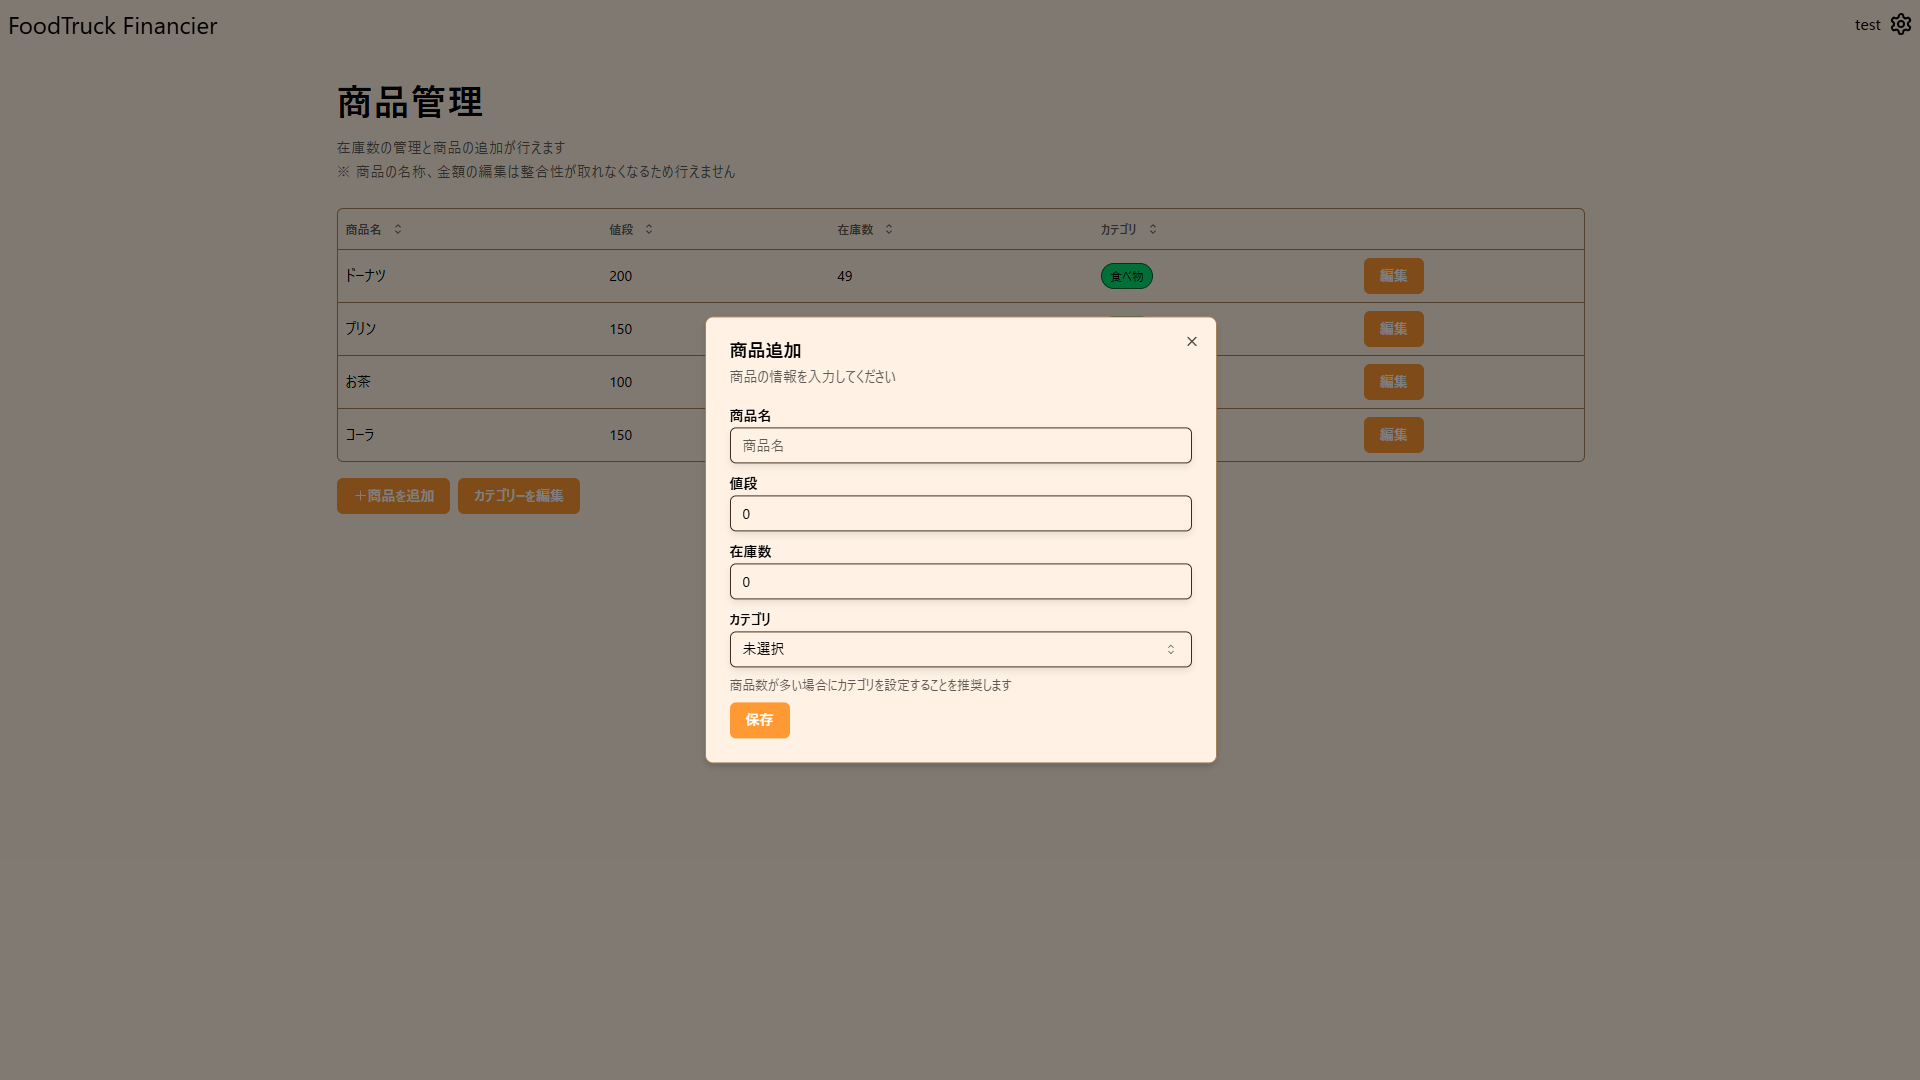 FoodTruck Financier
test
商品管理
在庫数の管理と商品の追加が行えます
※ 商品の名称、金額の編集は整合性が取れなくなるため行えません
商品名 値段 在庫数 カテゴリ
ドーナツ 200 49 食べ物 編集
プリン 150 編集
お茶 100 編集
コーラ 150 編集
＋商品を追加 カテゴリーを編集
商品追加
商品の情報を入力してください
商品名
商品名
値段
0
在庫数
0
カテゴリ
未選択
商品数が多い場合にカテゴリを設定することを推奨します
保存